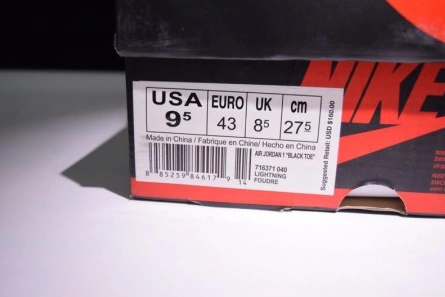 NIKE
USA EURO UK cm
9⁵ 43 8⁵ 27⁵
Made in China / Fabrique en Chine/ Hecho en China
AIR JORDAN 1 "BLACK TOE"
716371 040
LIGHTNING
FOUDRE
8 85259 84617 9 14
Suggested Retail: USD $160.00